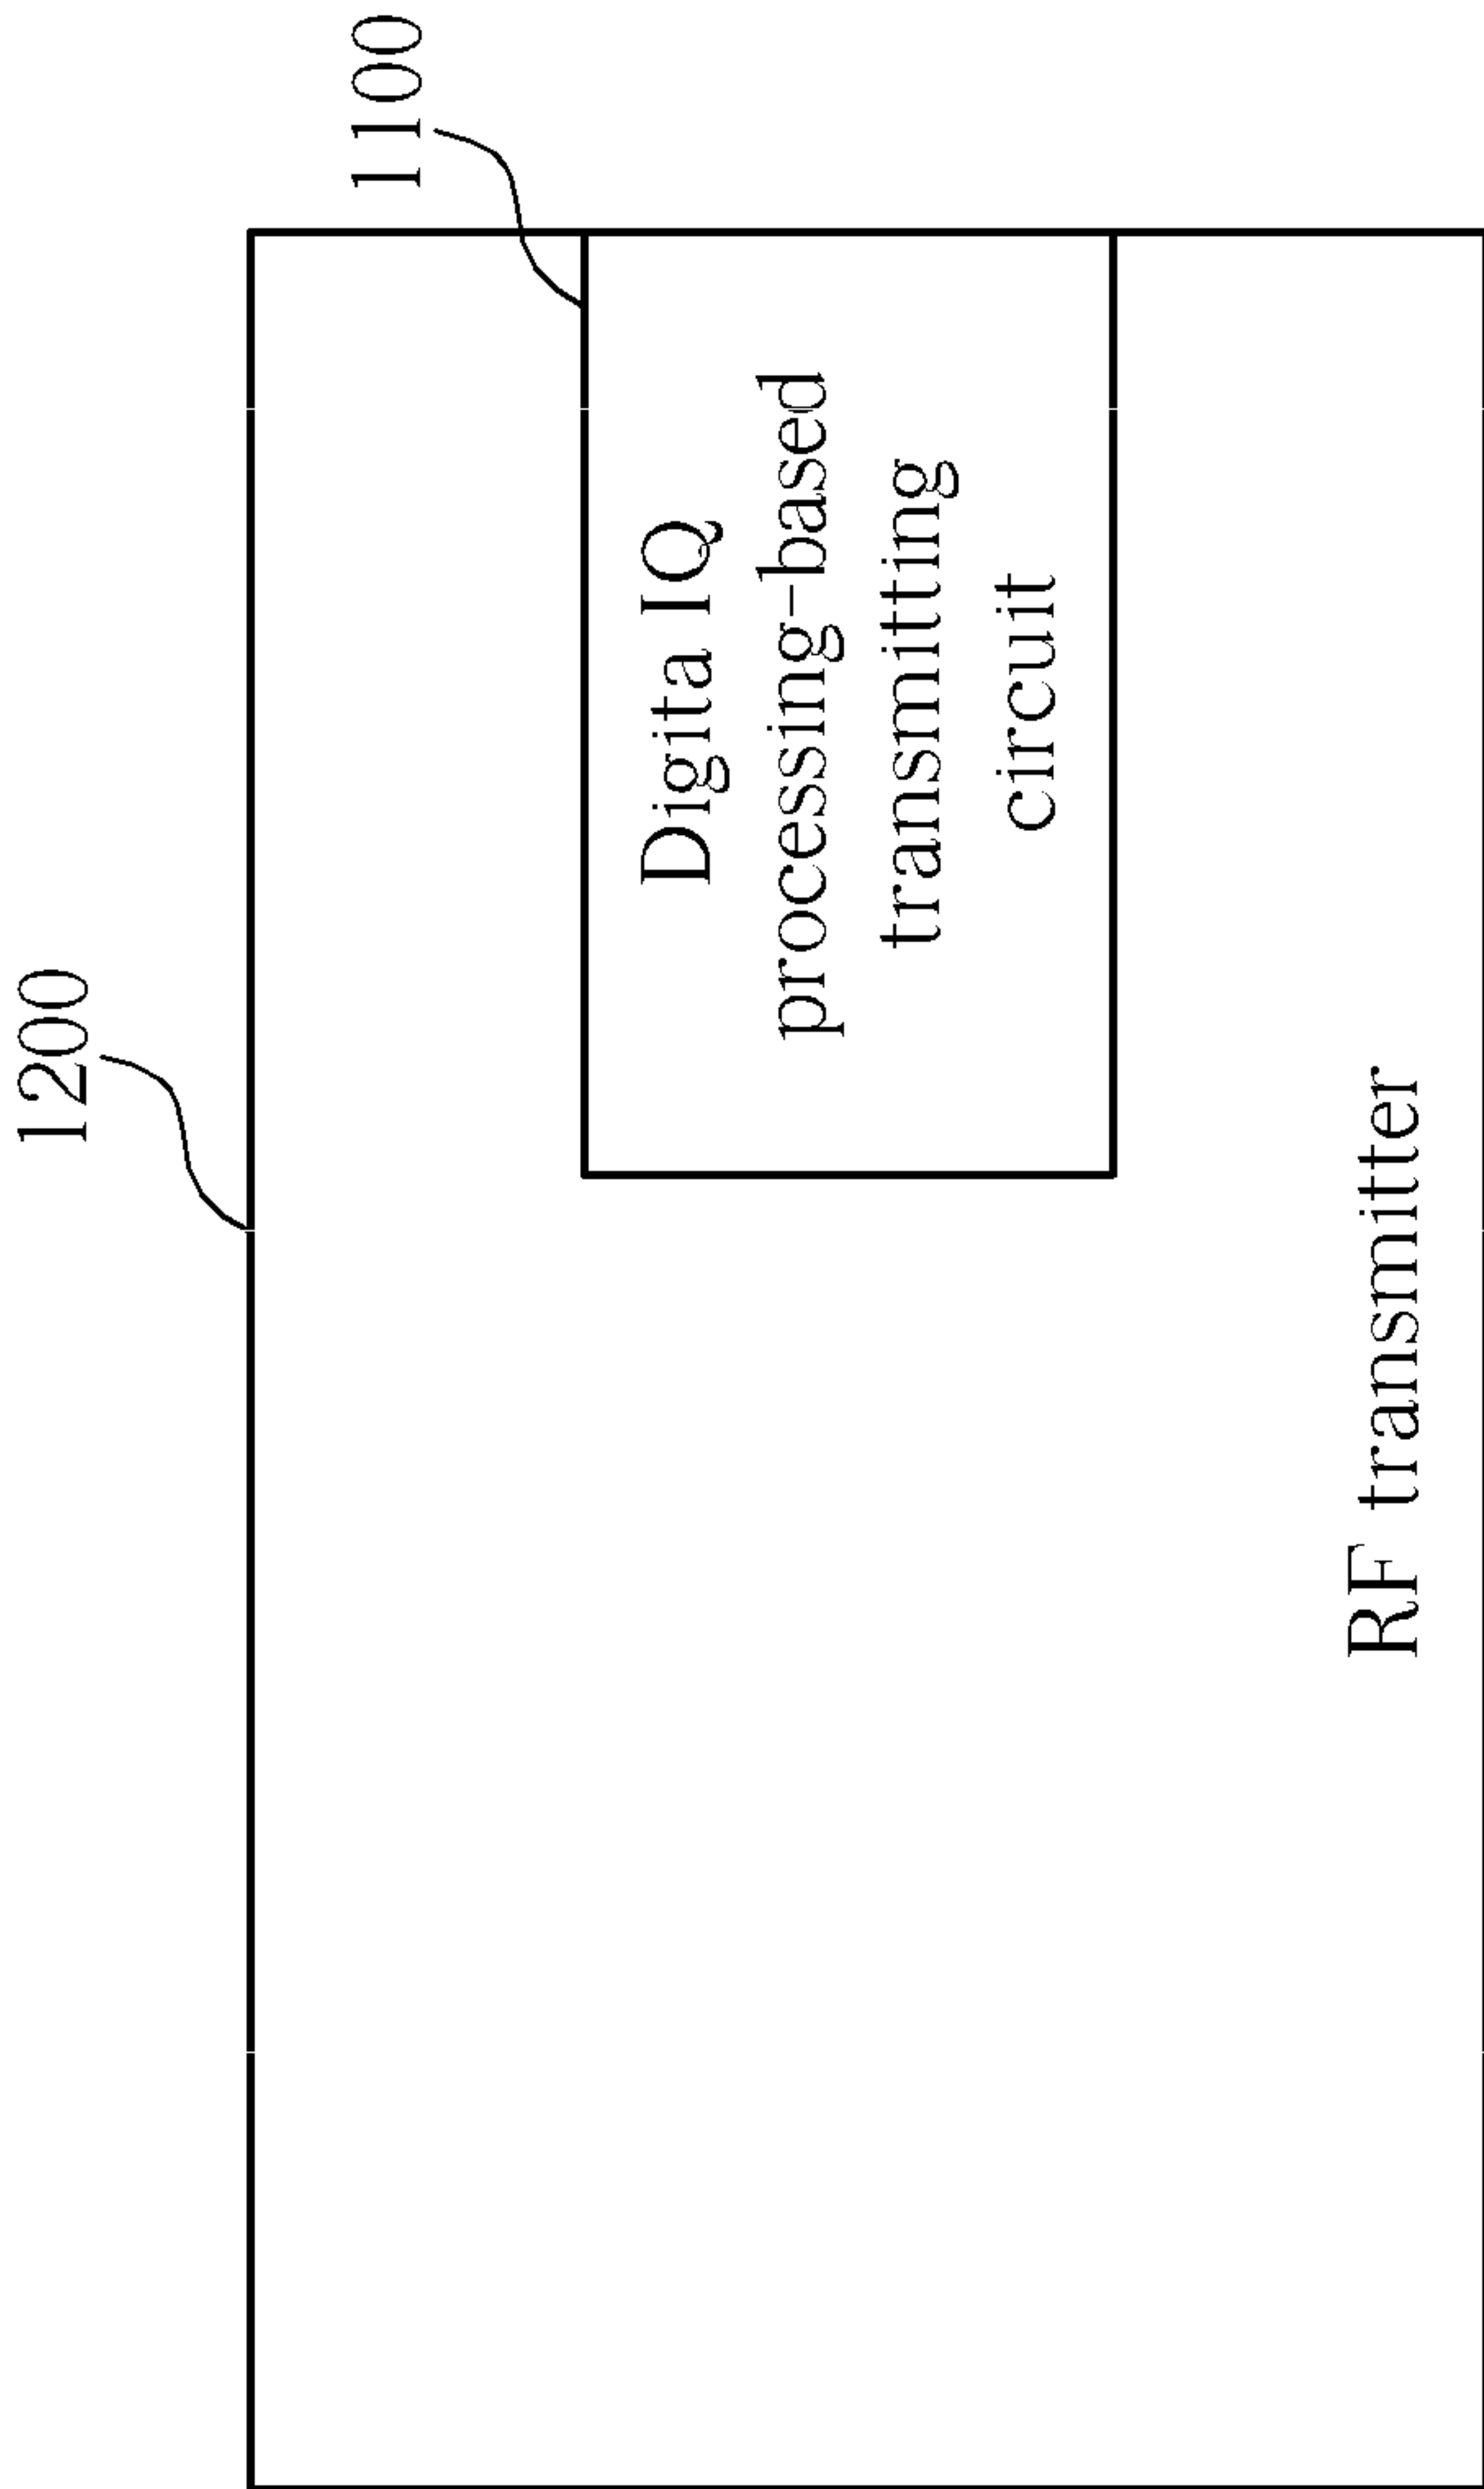 1200
1100
Digita IQ
processing-based
transmitting
circuit
RF transmitter